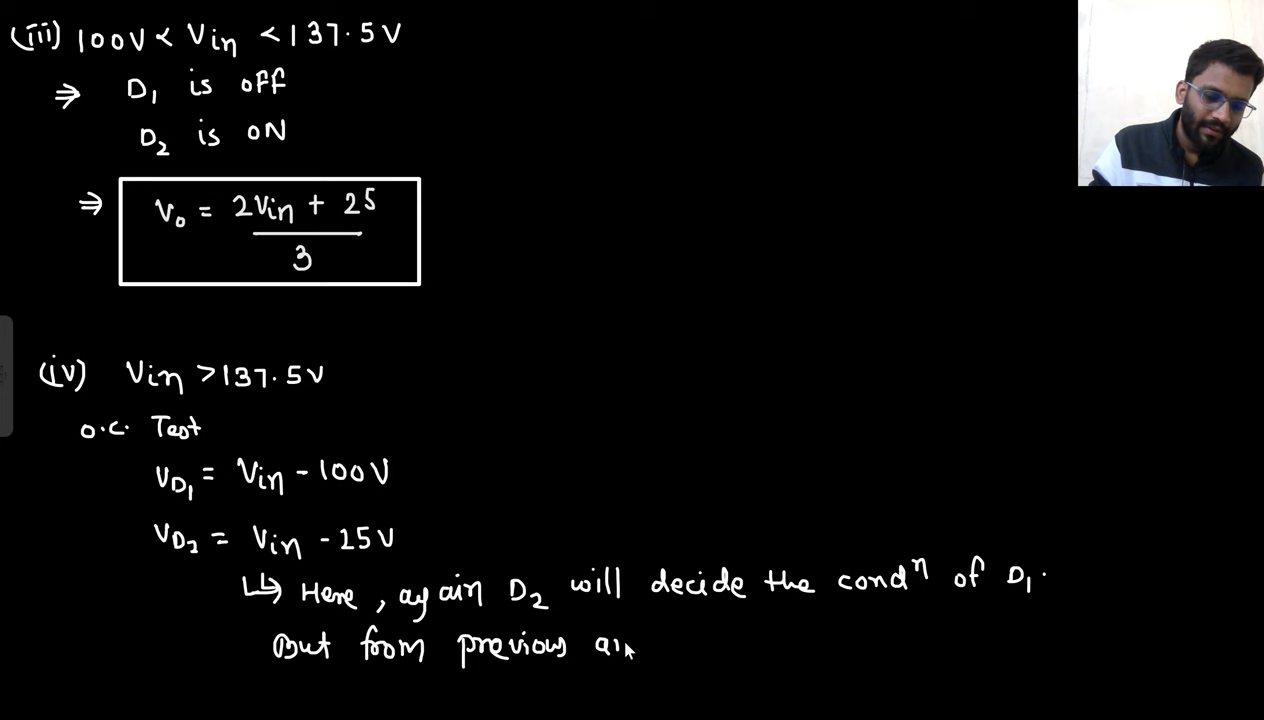 (iii) 100V < Vin < 137.5V
⇒ D1 is OFF
D2 is ON
⇒ Vo = 2Vin + 25
3
(iv) Vin > 137.5V
O.C. Test
VD1 = Vin - 100V
VD2 = Vin - 25V
↳ Here, again D2 will decide the condⁿ of D1.
But from previous